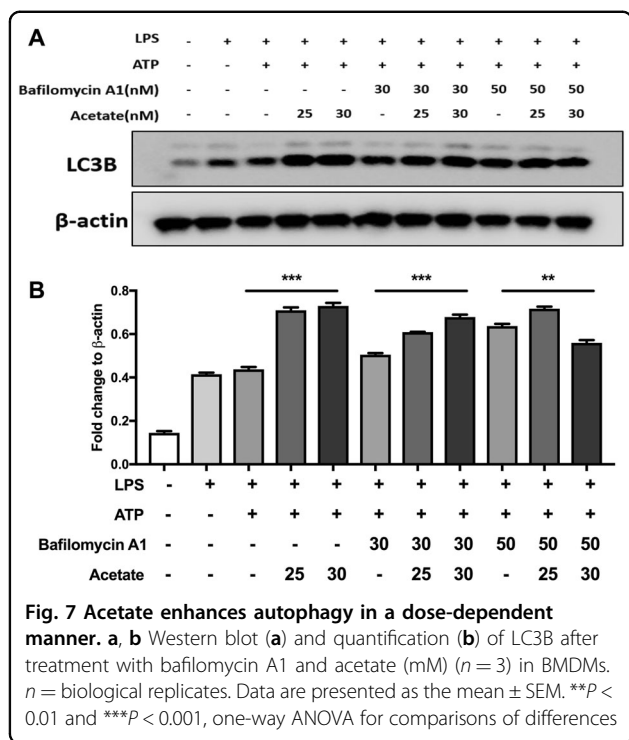 A
LPS - + + + + + + + + + +
ATP - - + + + + + + + + +
Bafilomycin A1(nM) - - - - - 30 30 30 50 50 50
Acetate(nM) - - - 25 30 - 25 30 - 25 30
LC3B
β-actin
B
*** *** **
Fold change to β-actin
0.8
0.6
0.4
0.2
0.0
LPS - + + + + + + + + + +
ATP - - + + + + + + + + +
Bafilomycin A1 - - - - - 30 30 30 50 50 50
Acetate - - - 25 30 - 25 30 - 25 30
Fig. 7 Acetate enhances autophagy in a dose-dependent
manner. a, b Western blot (a) and quantification (b) of LC3B after
treatment with bafilomycin A1 and acetate (mM) (n = 3) in BMDMs.
n = biological replicates. Data are presented as the mean ± SEM. **P <
0.01 and ***P < 0.001, one-way ANOVA for comparisons of differences